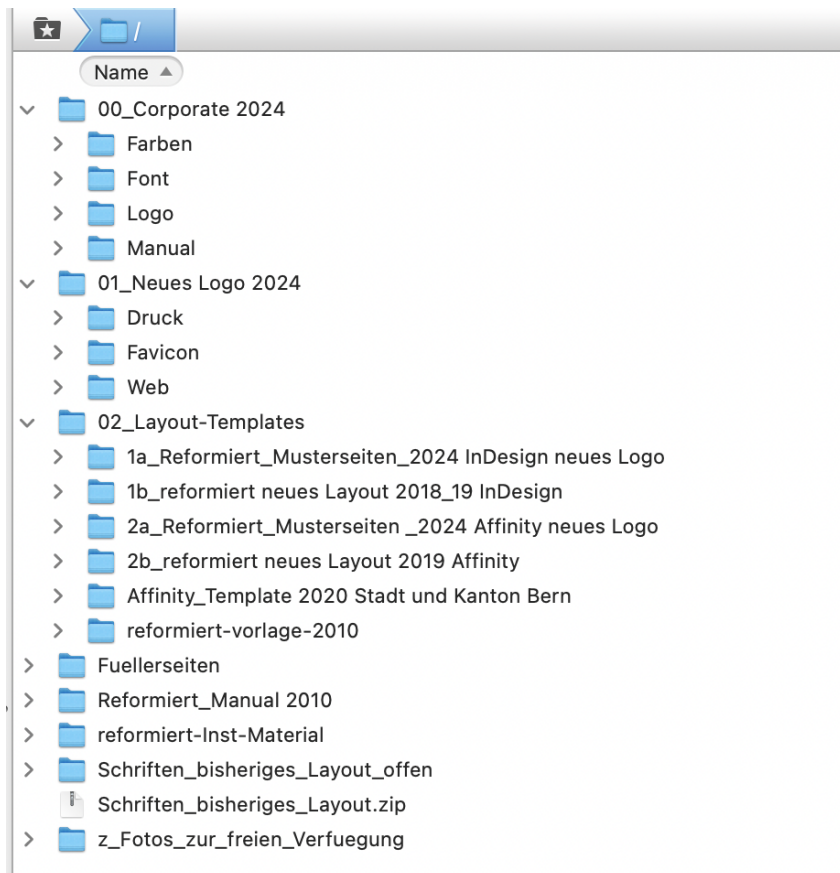 /
Name
00_Corporate 2024
Farben
Font
Logo
Manual
01_Neues Logo 2024
Druck
Favicon
Web
02_Layout-Templates
1a_Reformiert_Musterseiten_2024 InDesign neues Logo
1b_reformiert neues Layout 2018_19 InDesign
2a_Reformiert_Musterseiten _2024 Affinity neues Logo
2b_reformiert neues Layout 2019 Affinity
Affinity_Template 2020 Stadt und Kanton Bern
reformiert-vorlage-2010
Fuellerseiten
Reformiert_Manual 2010
reformiert-Inst-Material
Schriften_bisheriges_Layout_offen
Schriften_bisheriges_Layout.zip
z_Fotos_zur_freien_Verfuegung